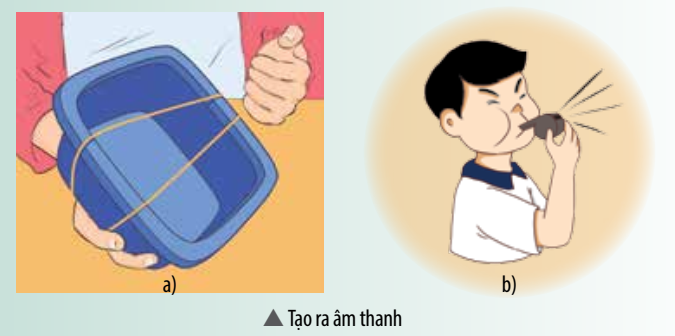 a)
b)
▲ Tạo ra âm thanh